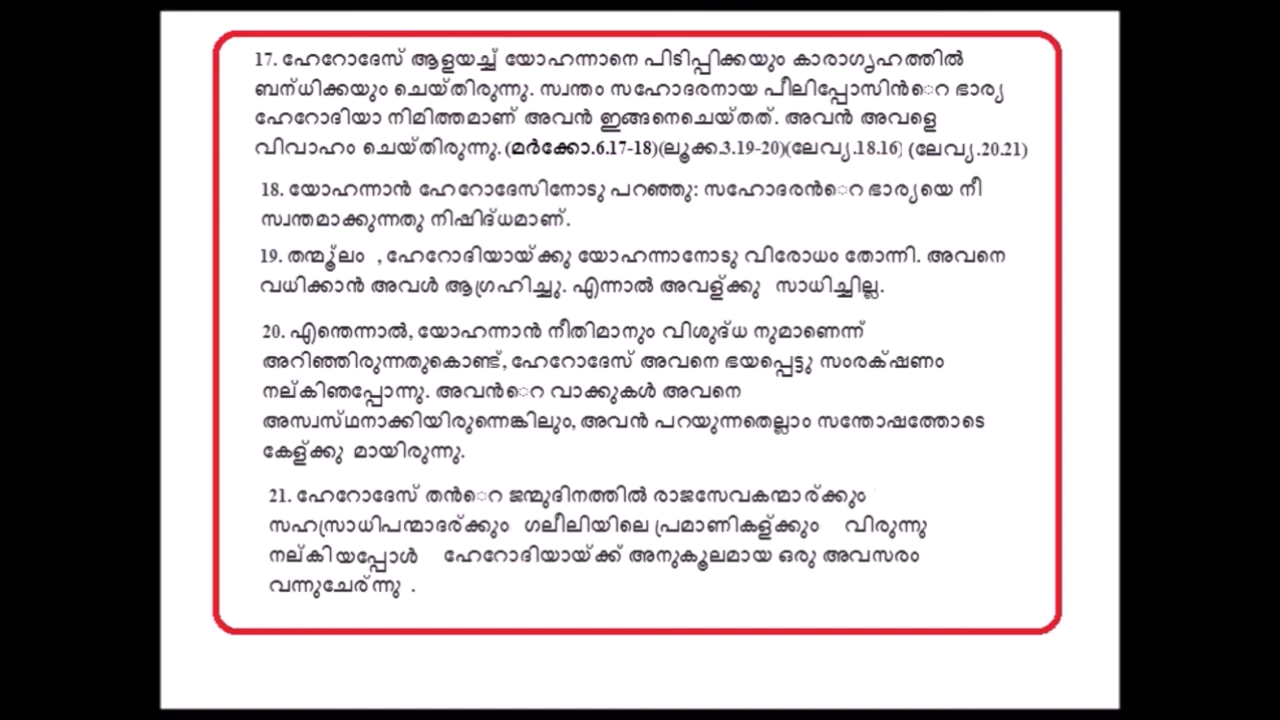 17. ഹേറോദേസ് ആളയച്ച് യോഹന്നാനെ പിടിപ്പിക്കയും കാരാഗൃഹത്തിൽ
ബന്ധിക്കയും ചെയ്തിരുന്നു. സ്വന്തം സഹോദരനായ പീലിപ്പോസിൻെറ ഭാര്യ
ഹേറോദിയാ നിമിത്തമാണ് അവൻ ഇങ്ങനെചെയ്തത്. അവൻ അവളെ
വിവാഹം ചെയ്തിരുന്നു. (മർക്കോ.6.17-18)(ലൂക്ക.3.19-20)(ലേവ്യ.18.16) (ലേവ്യ.20.21)
18. യോഹന്നാൻ ഹേറോദേസിനോടു പറഞ്ഞു: സഹോദരൻെറ ഭാര്യയെ നീ
സ്വന്തമാക്കുന്നതു നിഷിദ്ധമാണ്.
19. തന്മൂലം , ഹേറോദിയായ്ക്കു യോഹന്നാനോടു വിരോധം തോന്നി. അവനെ
വധിക്കാൻ അവൾ ആഗ്രഹിച്ചു. എന്നാൽ അവള്ക്കു സാധിച്ചില്ല.
20. എന്തെന്നാൽ, യോഹന്നാൻ നീതിമാനും വിശുദ്ധ നുമാണെന്ന്
അറിഞ്ഞിരുന്നതുകൊണ്ട്, ഹേറോദേസ് അവനെ ഭയപ്പെട്ടു സംരക്ഷണം
നല്കിഞപ്പോന്നു. അവൻെറ വാക്കുകൾ അവനെ
അസ്വസ്ഥനാക്കിയിരുന്നെങ്കിലും, അവൻ പറയുന്നതെല്ലാം സന്തോഷത്തോടെ
കേള്ക്കു മായിരുന്നു.
21. ഹേറോദേസ് തൻെറ ജന്മുദിനത്തിൽ രാജസേവകന്മാര്ക്കും
സഹസ്രാധിപന്മാദര്ക്കും ഗലീലിയിലെ പ്രമാണികള്ക്കും വിരുന്നു
നല്കിയപ്പോൾ ഹേറോദിയായ്ക്ക് അനുകൂലമായ ഒരു അവസരം
വന്നുചേര്ന്നു .